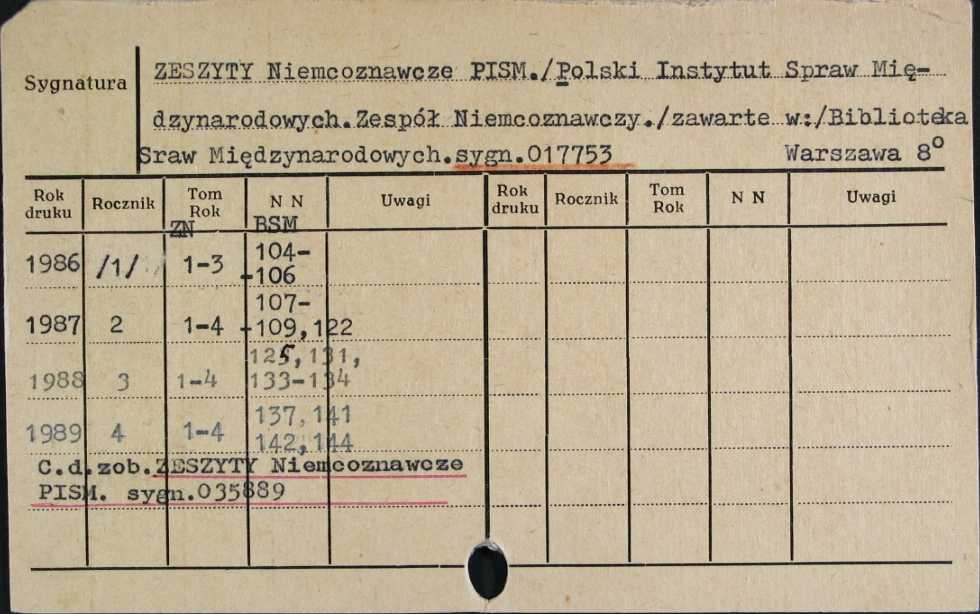 Sygnatura
ZESZYTY Niemcoznawcze PISM./Polski Instytut Spraw Mię-
dzynarodowych.Zespół Niemcoznawczy./zawarte w:/Biblioteka
Sraw Międzynarodowych.sygn.017753 Warszawa 8°
Rok druku Rocznik Tom Rok N N Uwagi Rok druku Rocznik Tom Rok N N Uwagi
ZN BSM
1986 /1/ 1-3 104-
-106
107-
1987 2 1-4 -109,122
125,131,
1988 3 1-4 133-134
137,141
1989 4 1-4 142,144
C.d.zob.ZESZYTY Niemcoznawcze
PISM. sygn.035889